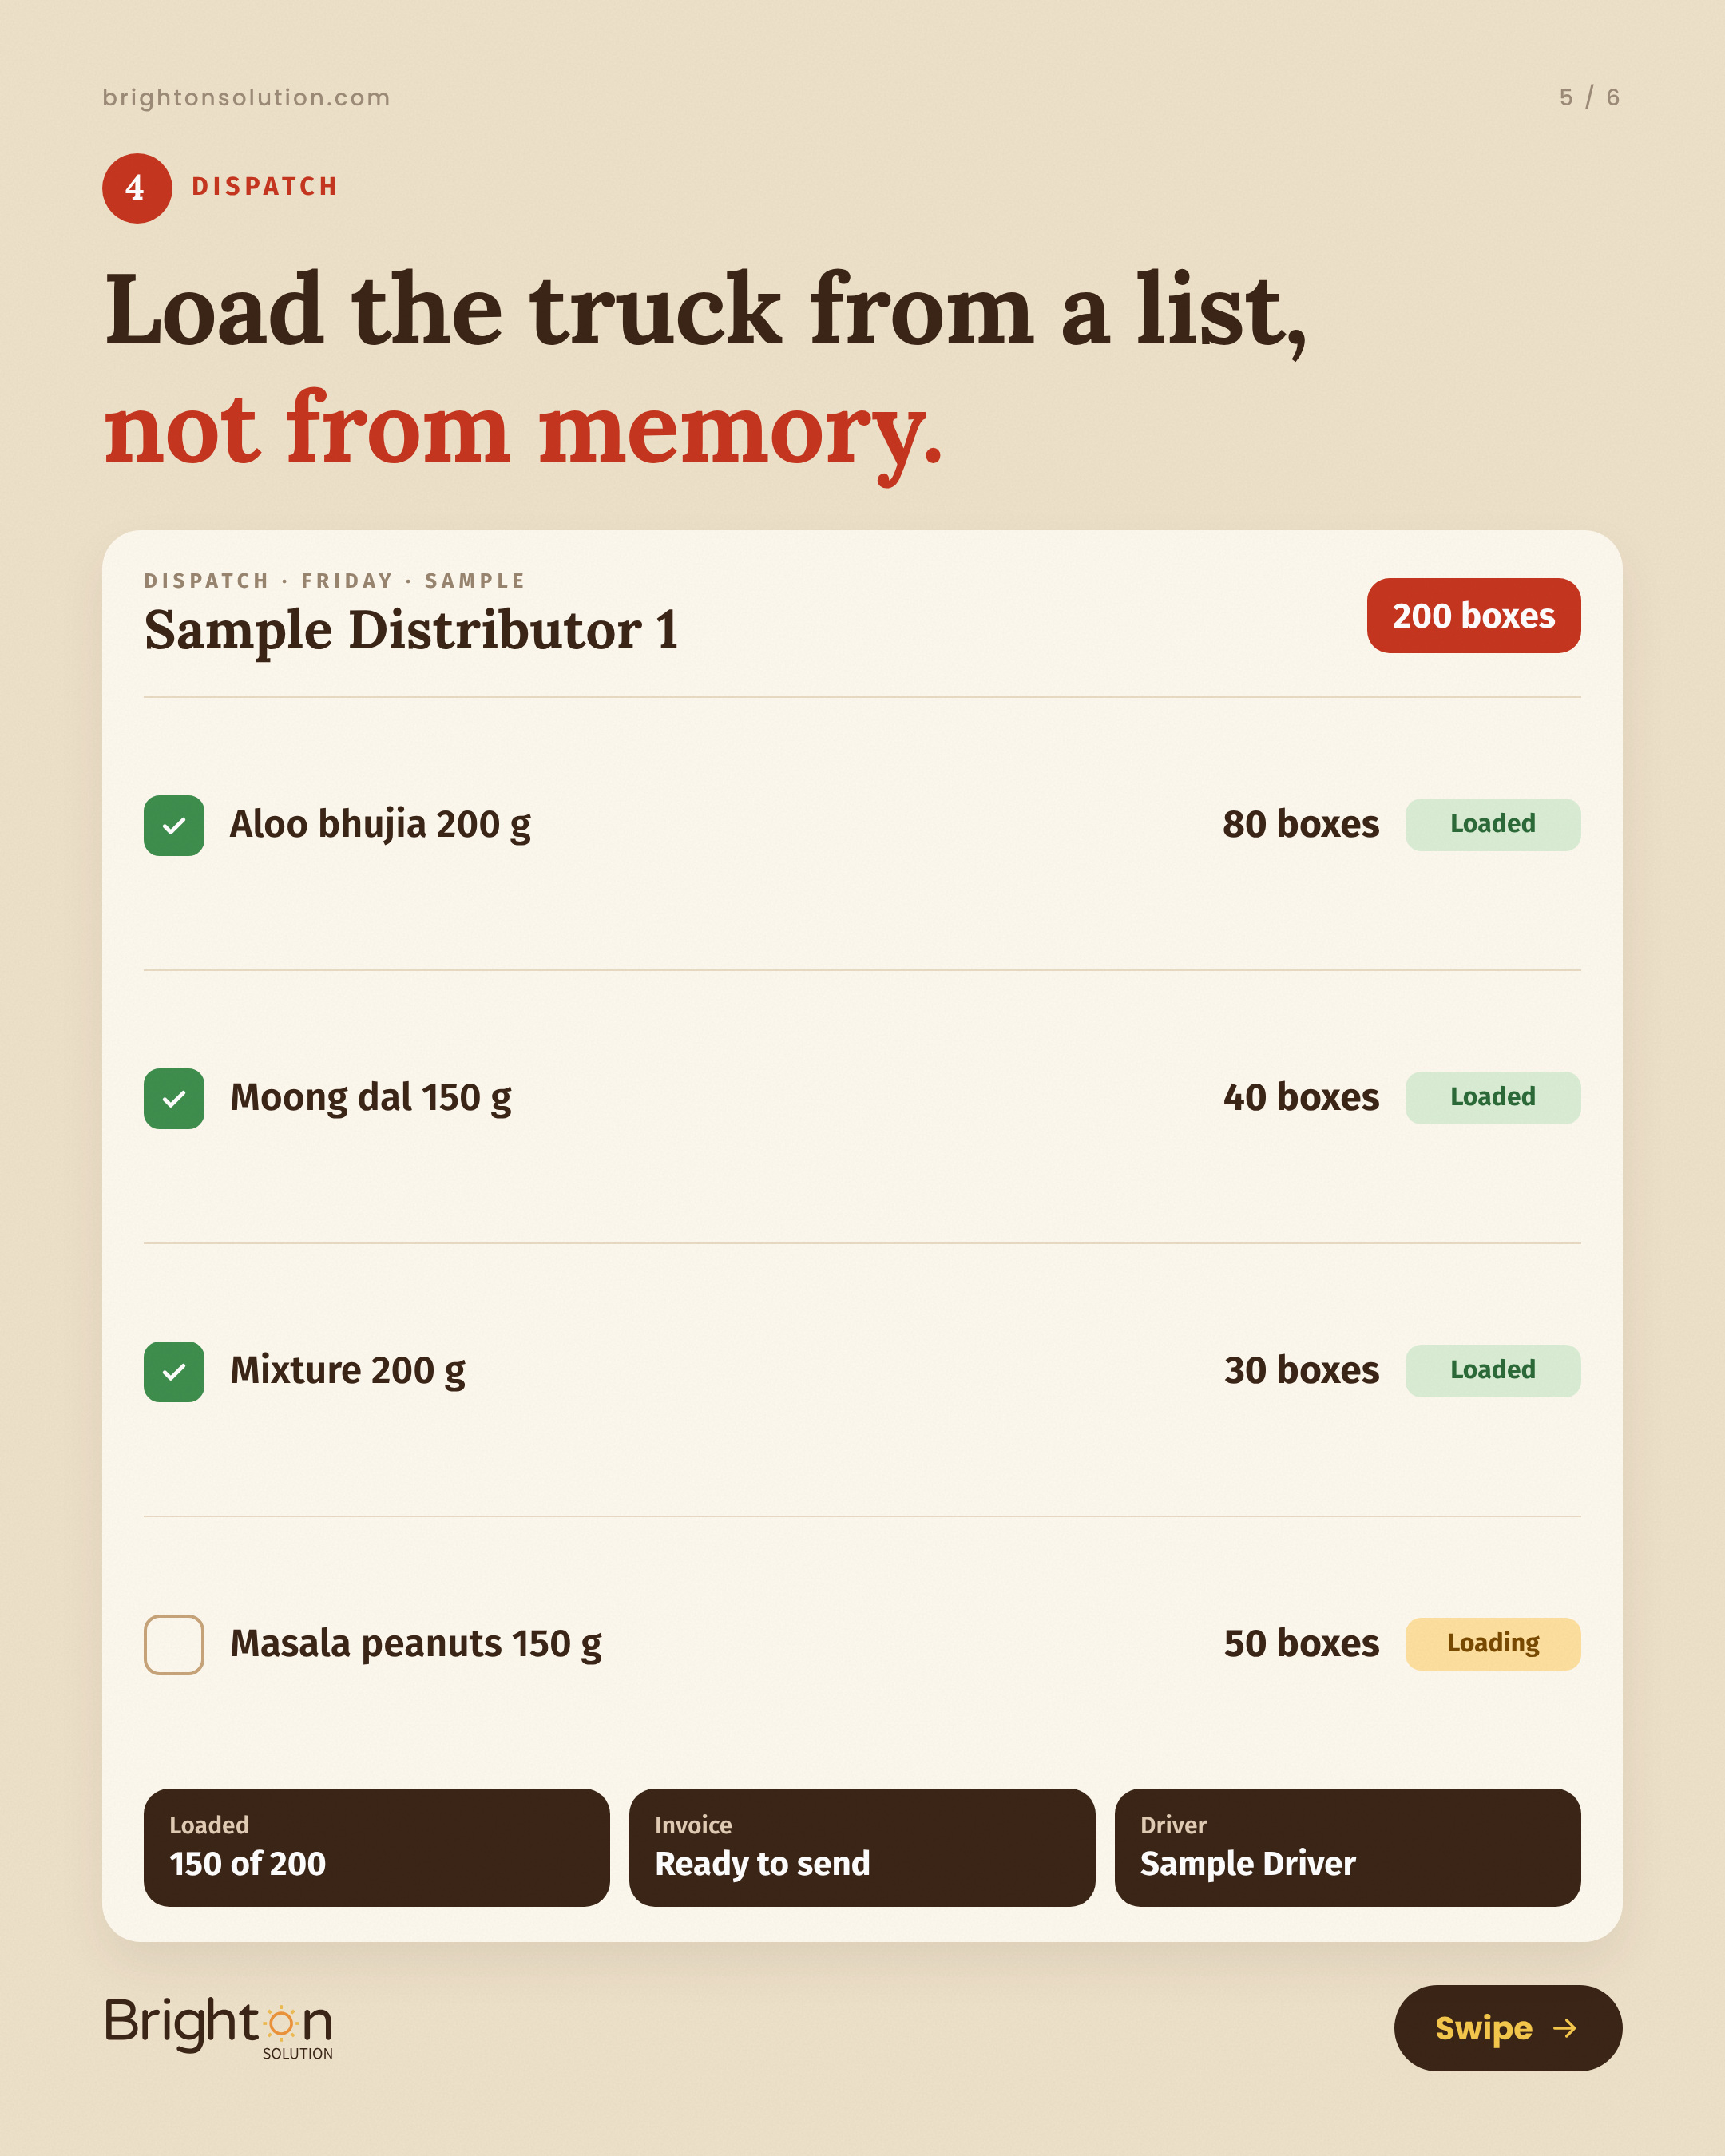 brightonsolution.com
5 / 6
4 DISPATCH
Load the truck from a list,
not from memory.
DISPATCH · FRIDAY · SAMPLE
Sample Distributor 1
200 boxes
Aloo bhujia 200 g 80 boxes Loaded
Moong dal 150 g 40 boxes Loaded
Mixture 200 g 30 boxes Loaded
Masala peanuts 150 g 50 boxes Loading
Loaded
150 of 200
Invoice
Ready to send
Driver
Sample Driver
Brighton
SOLUTION
Swipe →